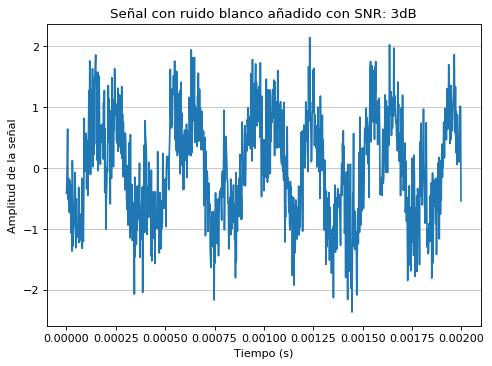 Señal con ruido blanco añadido con SNR: 3dB
Amplitud de la señal
2
1
0
−1
−2
0.00000 0.00025 0.00050 0.00075 0.00100 0.00125 0.00150 0.00175 0.00200
Tiempo (s)